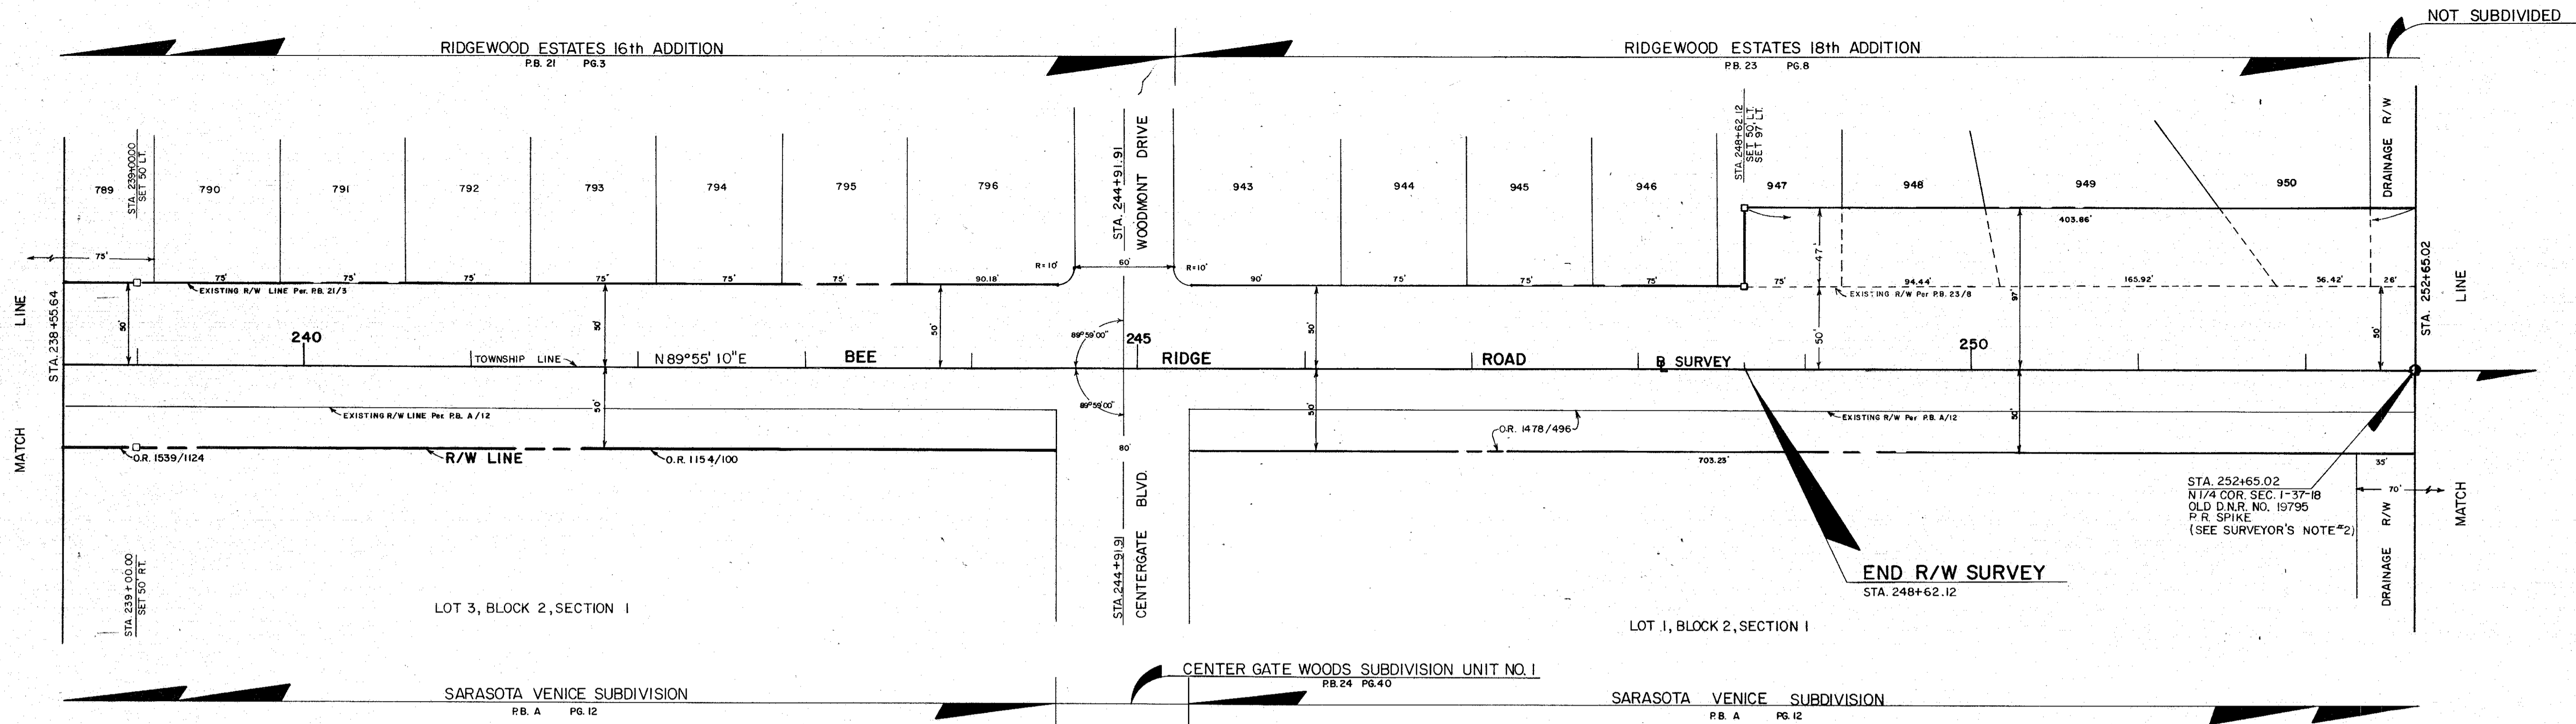 NOT SUBDIVIDED
RIDGEWOOD ESTATES 16th ADDITION
P.B. 21 PG.3
RIDGEWOOD ESTATES 18th ADDITION
P.B. 23 PG.8
STA. 239+00.00
SET 50' LT.
STA. 244+91.91
WOODMONT DRIVE
STA. 248+62.12
SET 50' LT.
SET 97' LT.
DRAINAGE R/W
789
790
791
792
793
794
795
796
943
944
945
946
947
948
949
950
403.86'
75'
75'
75'
75'
75'
75'
75'
90.18'
R=10'
60'
R=10'
90'
75'
75'
75'
75'
94.44'
165.92'
56.42'
26'
47'
97'
EXISTING R/W LINE Per. P.B. 21/3
EXISTING R/W Per P.B. 23/8
MATCH LINE
STA. 238+55.64
STA. 252+65.02
MATCH LINE
50'
50'
50'
50'
50'
50'
240
245
250
89°59'00"
TOWNSHIP LINE
N 89°55' 10"E
BEE RIDGE ROAD
BL SURVEY
89°59'00"
50'
50'
50'
EXISTING R/W LINE Per P.B. A/12
EXISTING R/W Per P.B. A/12
O.R. 1478/496
O.R. 1539/1124
R/W LINE
O.R. 1154/100
80'
703.23'
35'
70'
STA. 252+65.02
N 1/4 COR. SEC. 1-37-18
OLD D.N.R. NO. 19795
P.R. SPIKE
(SEE SURVEYOR'S NOTE #2)
DRAINAGE R/W
STA. 239+00.00
SET 50' RT.
STA. 244+91.91
CENTERGATE BLVD.
END R/W SURVEY
STA. 248+62.12
LOT 3, BLOCK 2, SECTION 1
LOT 1, BLOCK 2, SECTION 1
CENTER GATE WOODS SUBDIVISION UNIT NO. 1
P.B.24 PG.40
SARASOTA VENICE SUBDIVISION
P.B. A PG. 12
SARASOTA VENICE SUBDIVISION
P.B. A PG. 12